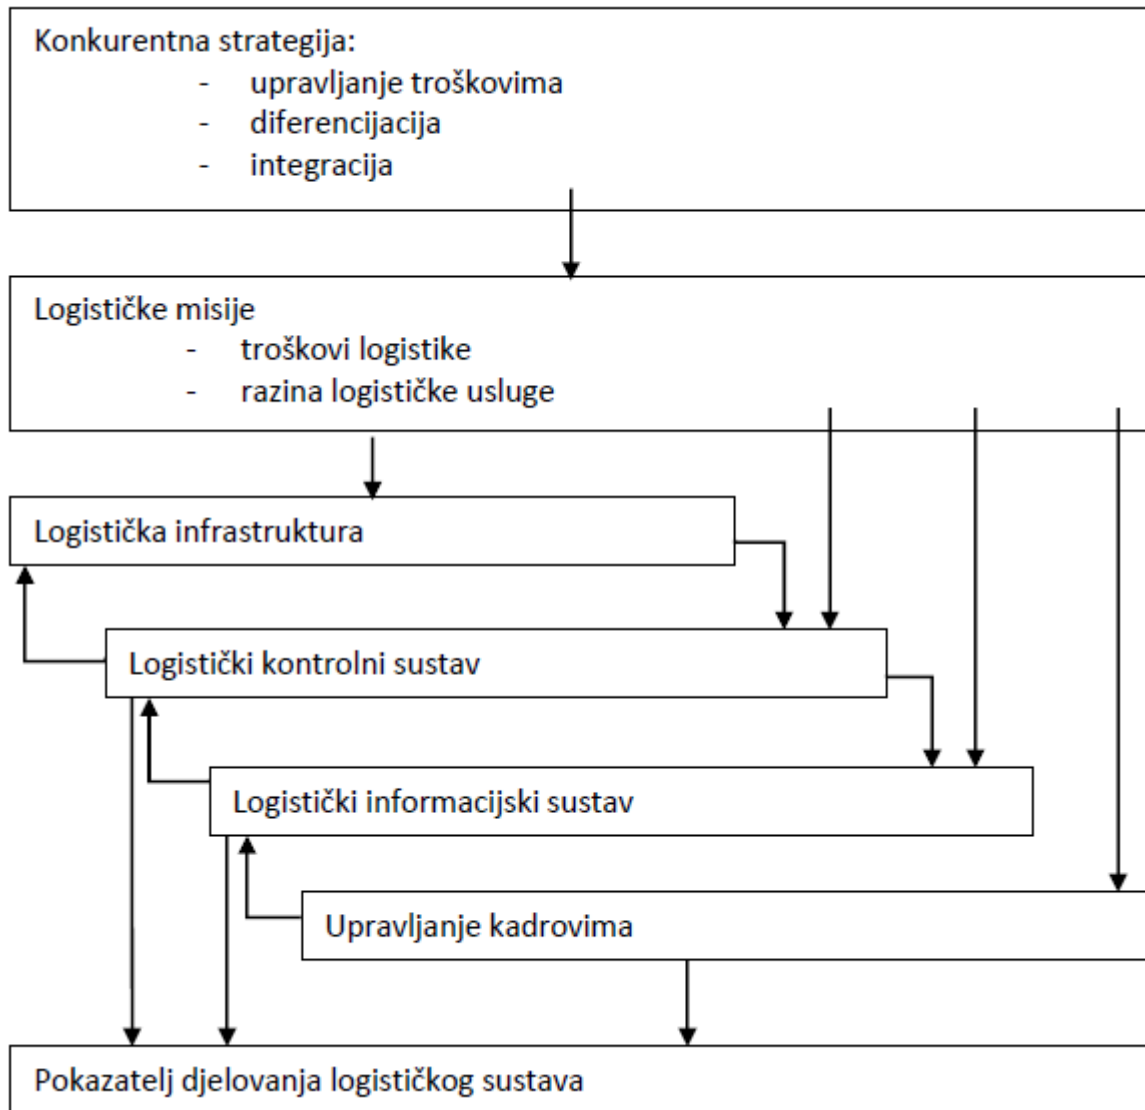 Konkurentna strategija:
- upravljanje troškovima
- diferencijacija
- integracija
Logističke misije
- troškovi logistike
- razina logističke usluge
Logistička infrastruktura
Logistički kontrolni sustav
Logistički informacijski sustav
Upravljanje kadrovima
Pokazatelj djelovanja logističkog sustava